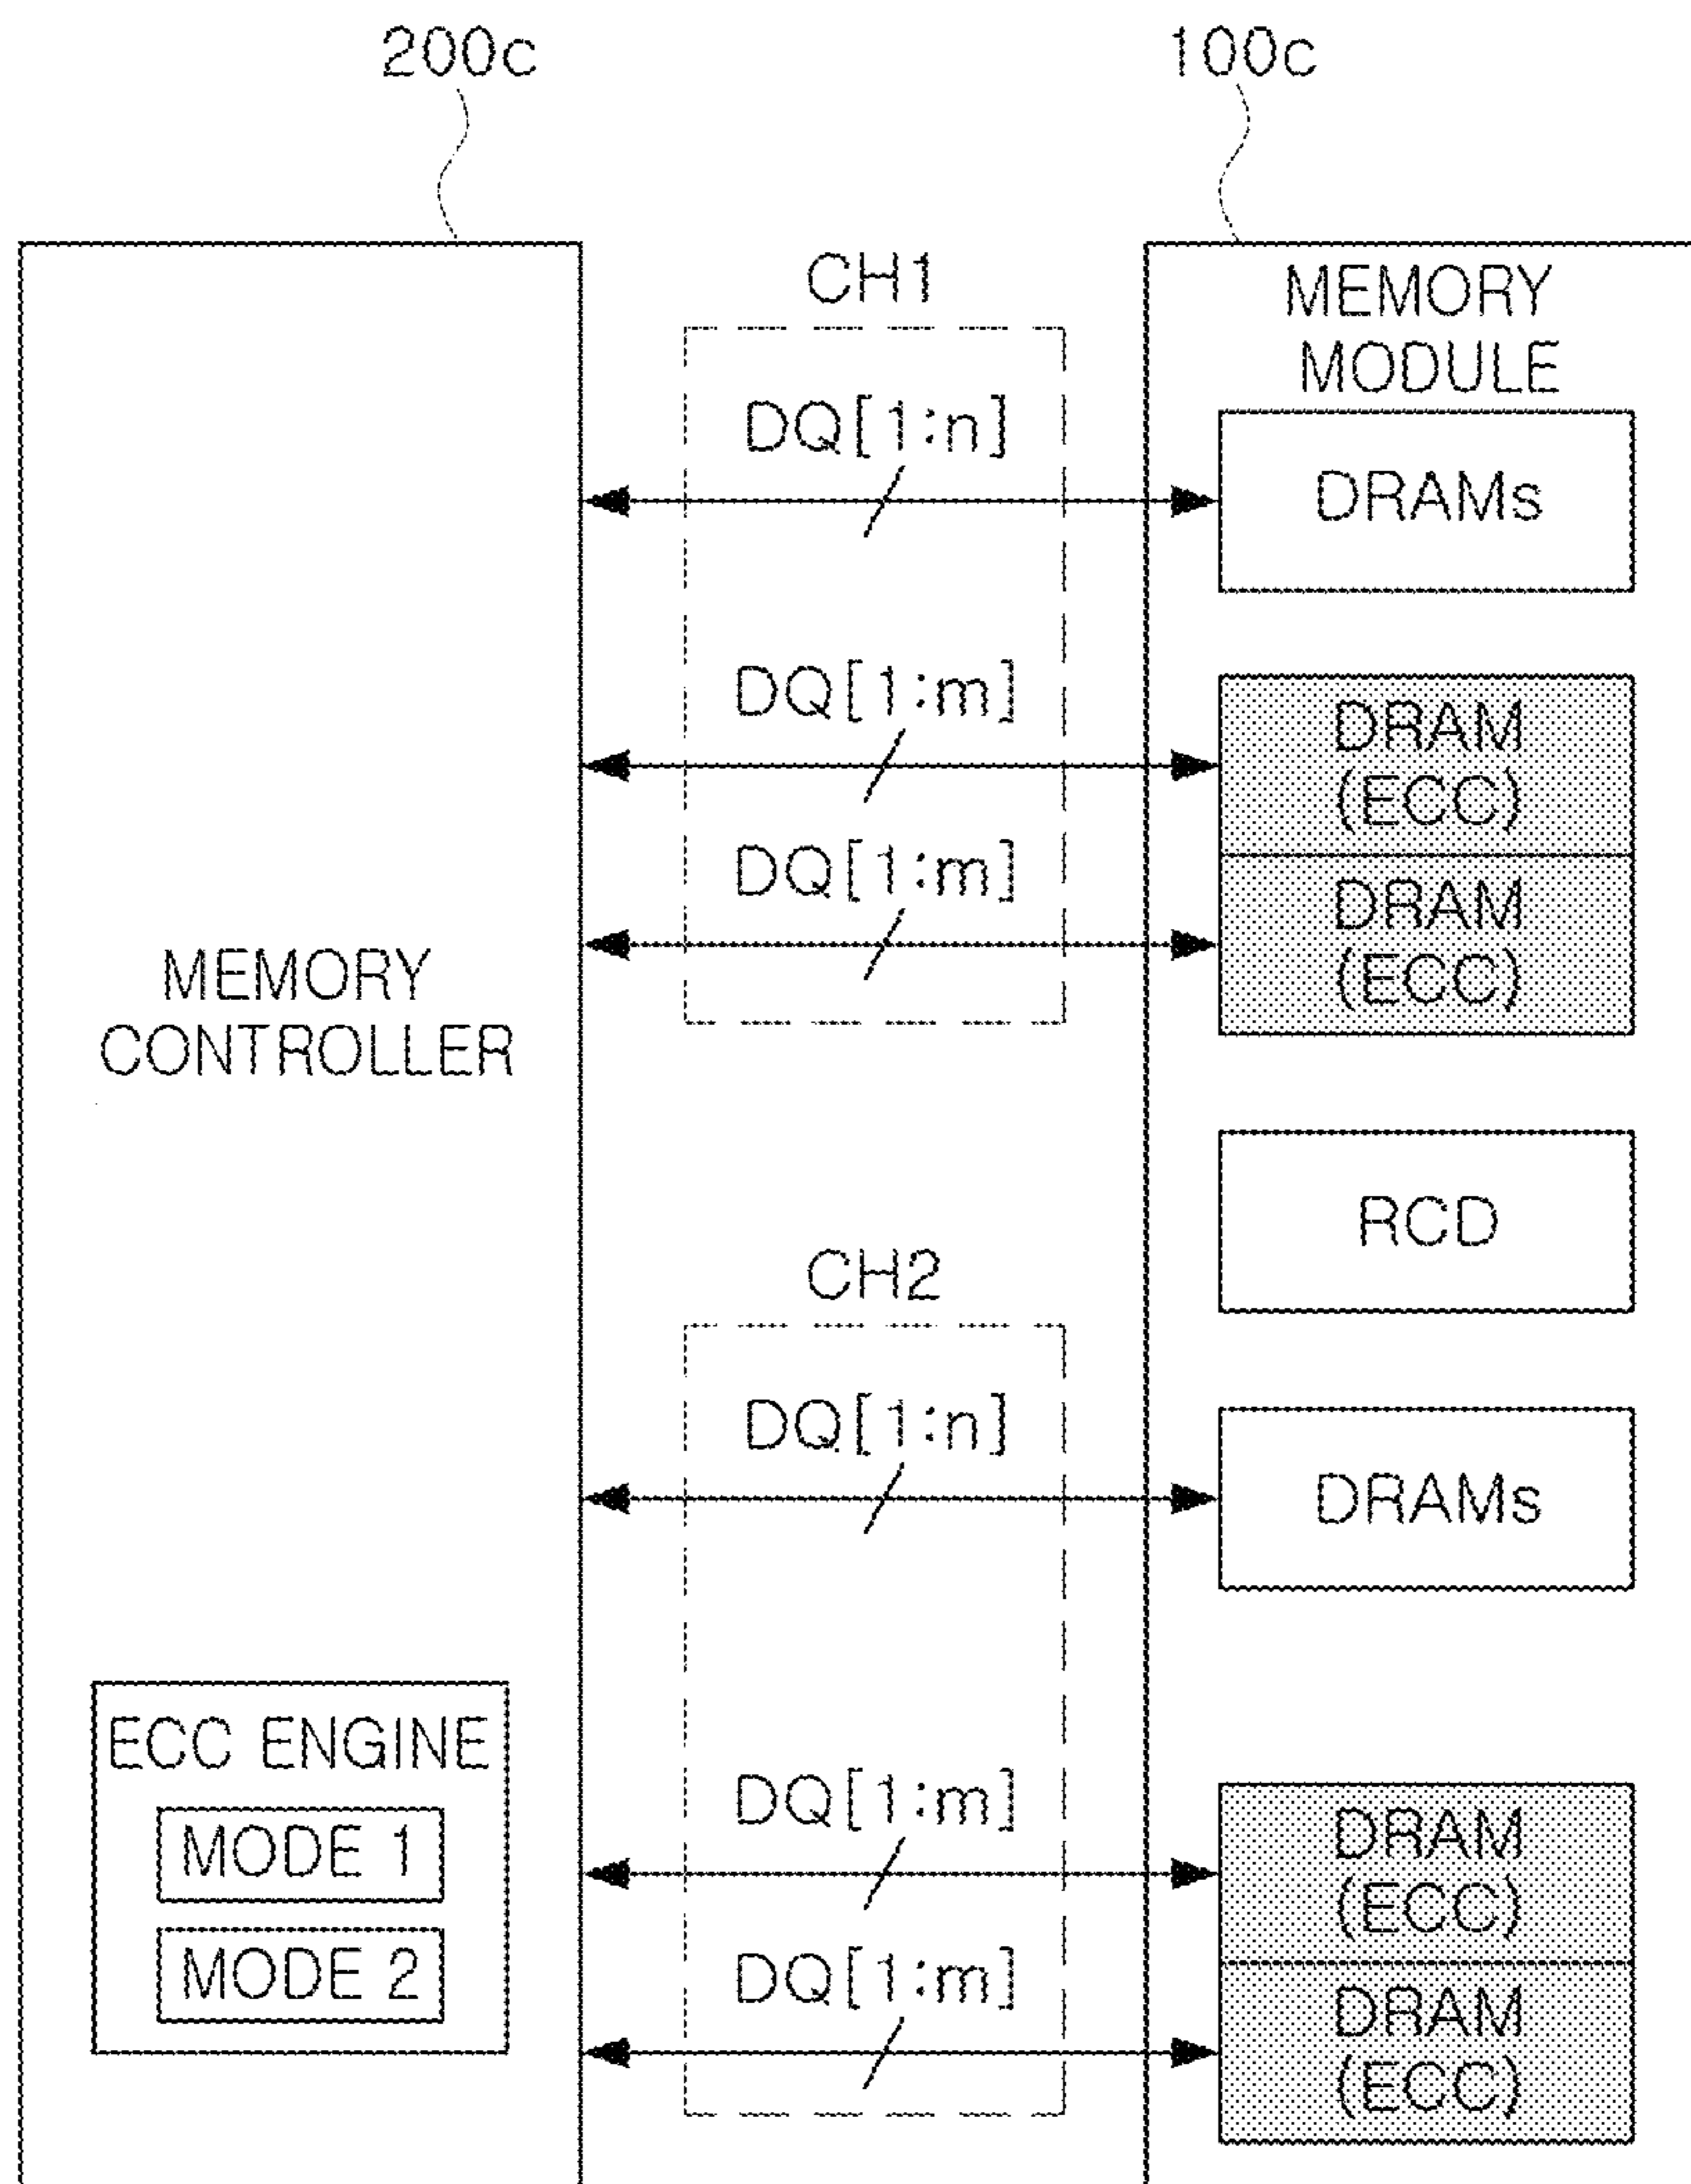 200c
100c
CH1
MEMORY
MODULE
DQ[1:n]
DRAMs
DQ[1:m]
DRAM
(ECC)
DQ[1:m]
DRAM
(ECC)
MEMORY
CONTROLLER
RCD
CH2
DQ[1:n]
DRAMs
ECC ENGINE
MODE 1
MODE 2
DQ[1:m]
DRAM
(ECC)
DQ[1:m]
DRAM
(ECC)